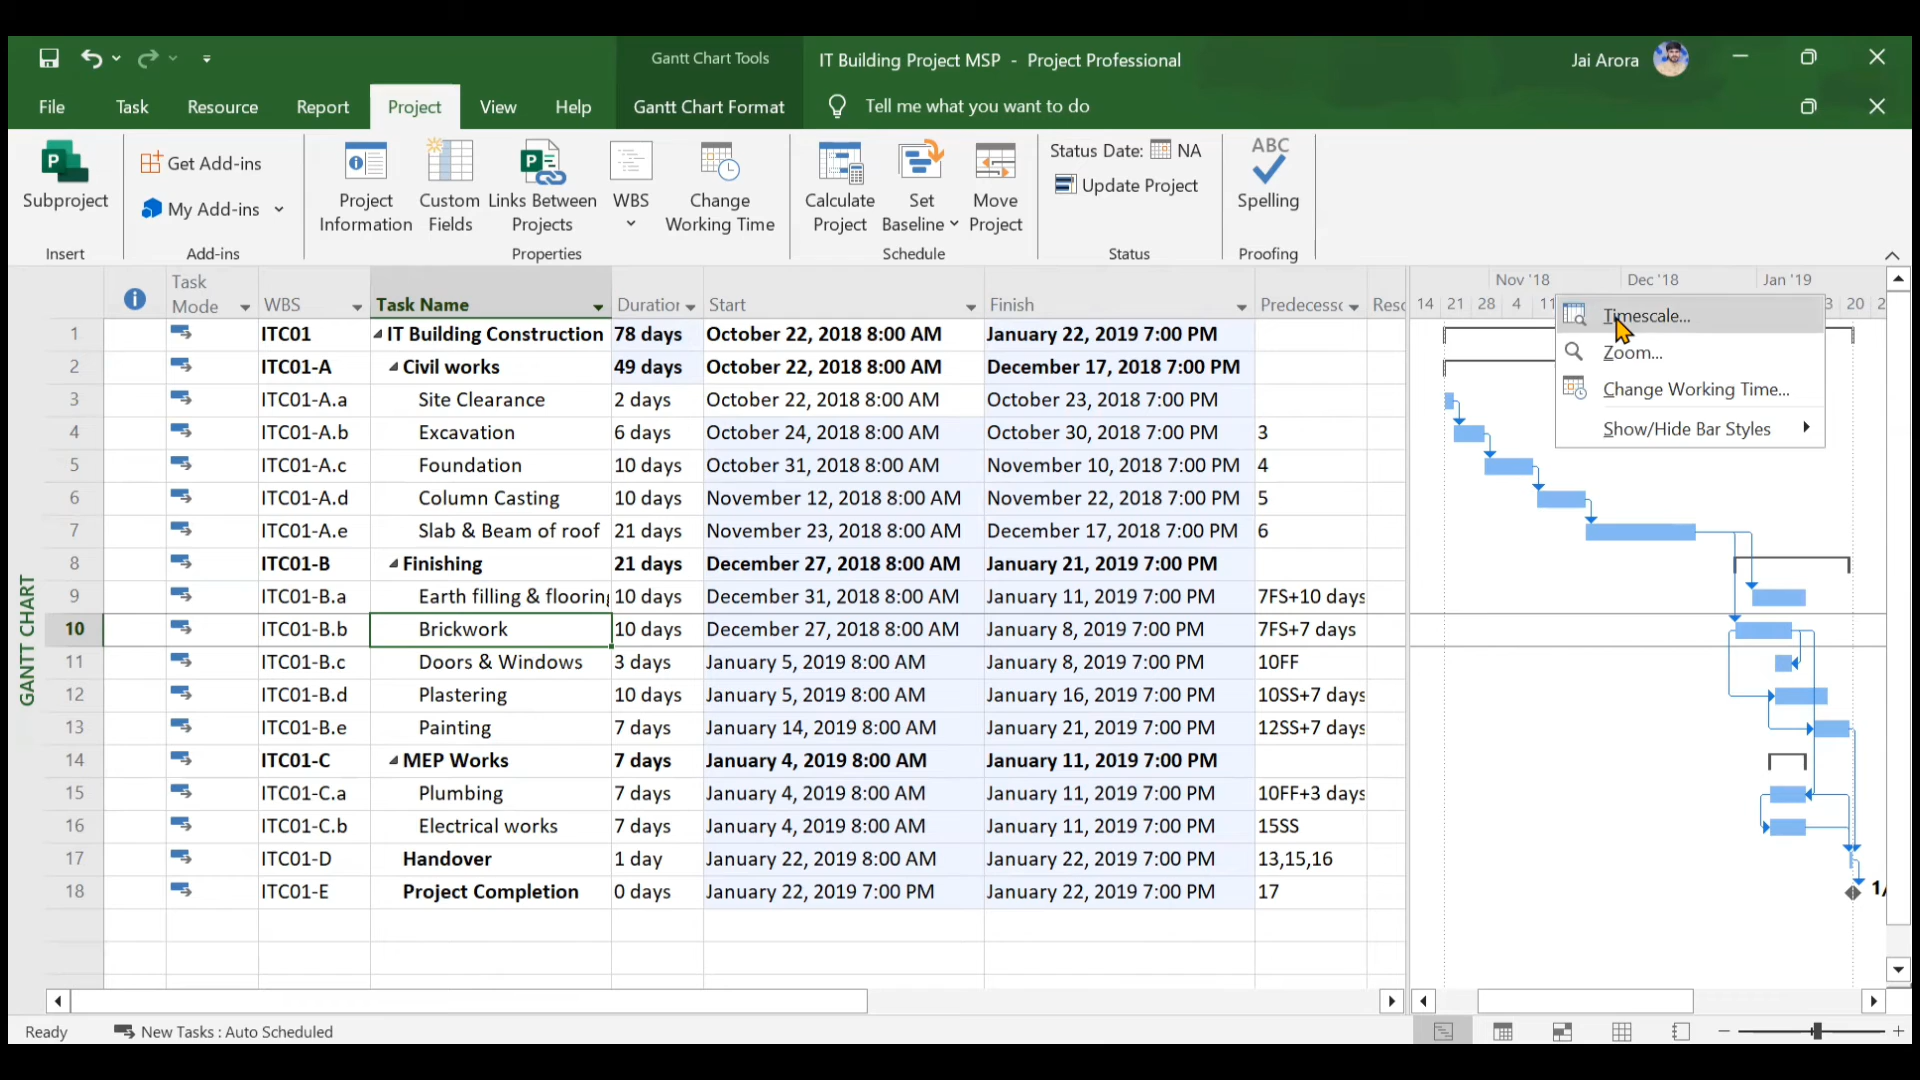 Gantt Chart Tools
IT Building Project MSP - Project Professional
Jai Arora
File Task Resource Report Project View Help Gantt Chart Format Tell me what you want to do
Subproject
Insert
Get Add-ins
My Add-ins
Add-ins
Project Information
Custom Fields
Links Between Projects
WBS
Change Working Time
Properties
Calculate Project
Set Baseline
Move Project
Schedule
Status Date: NA
Update Project
Status
ABC
Spelling
Proofing
Task Mode WBS Task Name Duration Start Finish Predecessc Resc
Nov '18 Dec '18 Jan '19
14 21 28 4 11 3 20 2
1 ITC01 IT Building Construction 78 days October 22, 2018 8:00 AM January 22, 2019 7:00 PM
2 ITC01-A Civil works 49 days October 22, 2018 8:00 AM December 17, 2018 7:00 PM
3 ITC01-A.a Site Clearance 2 days October 22, 2018 8:00 AM October 23, 2018 7:00 PM
4 ITC01-A.b Excavation 6 days October 24, 2018 8:00 AM October 30, 2018 7:00 PM 3
5 ITC01-A.c Foundation 10 days October 31, 2018 8:00 AM November 10, 2018 7:00 PM 4
6 ITC01-A.d Column Casting 10 days November 12, 2018 8:00 AM November 22, 2018 7:00 PM 5
7 ITC01-A.e Slab & Beam of roof 21 days November 23, 2018 8:00 AM December 17, 2018 7:00 PM 6
8 ITC01-B Finishing 21 days December 27, 2018 8:00 AM January 21, 2019 7:00 PM
9 ITC01-B.a Earth filling & flooring 10 days December 31, 2018 8:00 AM January 11, 2019 7:00 PM 7FS+10 days
10 ITC01-B.b Brickwork 10 days December 27, 2018 8:00 AM January 8, 2019 7:00 PM 7FS+7 days
11 ITC01-B.c Doors & Windows 3 days January 5, 2019 8:00 AM January 8, 2019 7:00 PM 10FF
12 ITC01-B.d Plastering 10 days January 5, 2019 8:00 AM January 16, 2019 7:00 PM 10SS+7 days
13 ITC01-B.e Painting 7 days January 14, 2019 8:00 AM January 21, 2019 7:00 PM 12SS+7 days
14 ITC01-C MEP Works 7 days January 4, 2019 8:00 AM January 11, 2019 7:00 PM
15 ITC01-C.a Plumbing 7 days January 4, 2019 8:00 AM January 11, 2019 7:00 PM 10FF+3 days
16 ITC01-C.b Electrical works 7 days January 4, 2019 8:00 AM January 11, 2019 7:00 PM 15SS
17 ITC01-D Handover 1 day January 22, 2019 8:00 AM January 22, 2019 7:00 PM 13,15,16
18 ITC01-E Project Completion 0 days January 22, 2019 7:00 PM January 22, 2019 7:00 PM 17
Timescale...
Zoom...
Change Working Time...
Show/Hide Bar Styles
1/
GANTT CHART
Ready New Tasks : Auto Scheduled